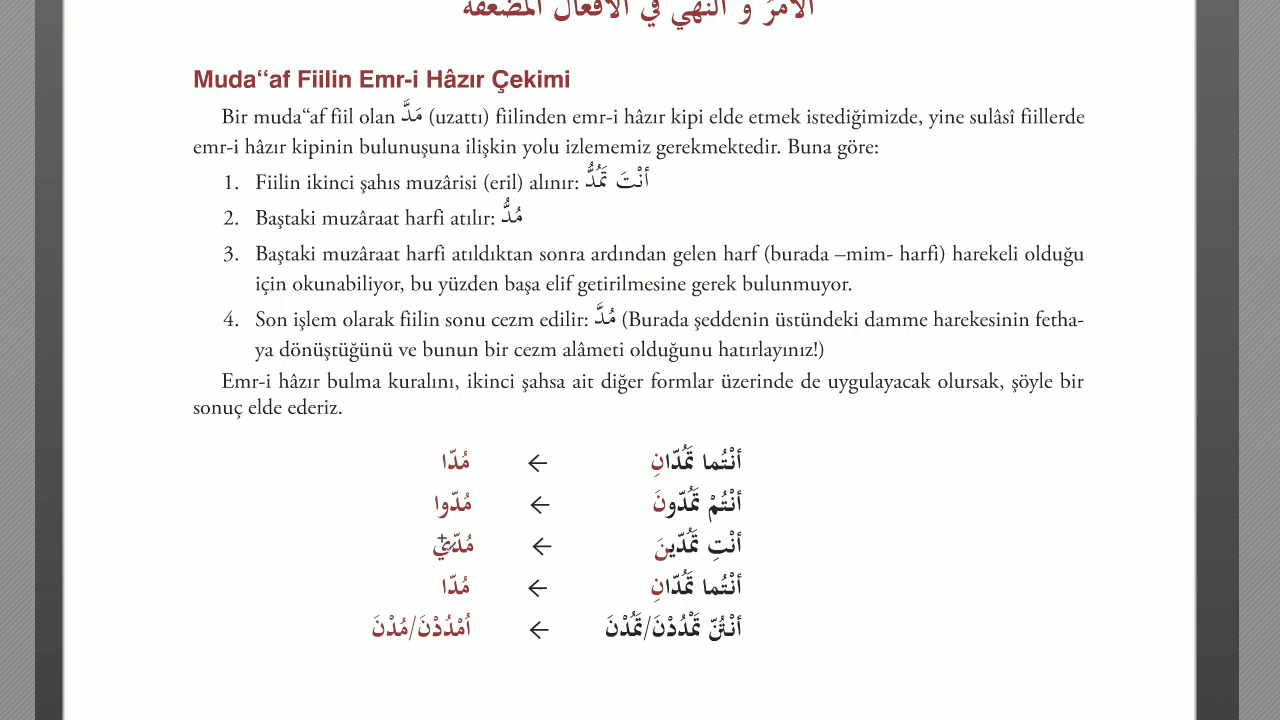 الأمر و النهي في الأفعال المضعفة
Muda“af Fiilin Emr-i Hâzır Çekimi
Bir muda“af fiil olan مَدَّ (uzattı) fiilinden emr-i hâzır kipi elde etmek istediğimizde, yine sulâsî fiillerde
emr-i hâzır kipinin bulunuşuna ilişkin yolu izlememiz gerekmektedir. Buna göre:
1. Fiilin ikinci şahıs muzârisi (eril) alınır: أنْتَ تَمُدُّ
2. Baştaki muzâraat harfi atılır: مُدُّ
3. Baştaki muzâraat harfi atıldıktan sonra ardından gelen harf (burada –mim- harfi) harekeli olduğu
için okunabiliyor, bu yüzden başa elif getirilmesine gerek bulunmuyor.
4. Son işlem olarak fiilin sonu cezm edilir: مُدَّ (Burada şeddenin üstündeki damme harekesinin fetha-
ya dönüştüğünü ve bunun bir cezm alâmeti olduğunu hatırlayınız!)
Emr-i hâzır bulma kuralını, ikinci şahsa ait diğer formlar üzerinde de uygulayacak olursak, şöyle bir
sonuç elde ederiz.
أنْتُما تَمُدّانِ ← مُدّا
أنْتُمْ تَمُدّونَ ← مُدّوا
أنْتِ تَمُدّينَ ← مُدّي
أنْتُما تَمُدّانِ ← مُدّا
أنْتُنّ تَمْدُدْنَ/تَمُدْنَ ← اُمْدُدْنَ/مُدْنَ